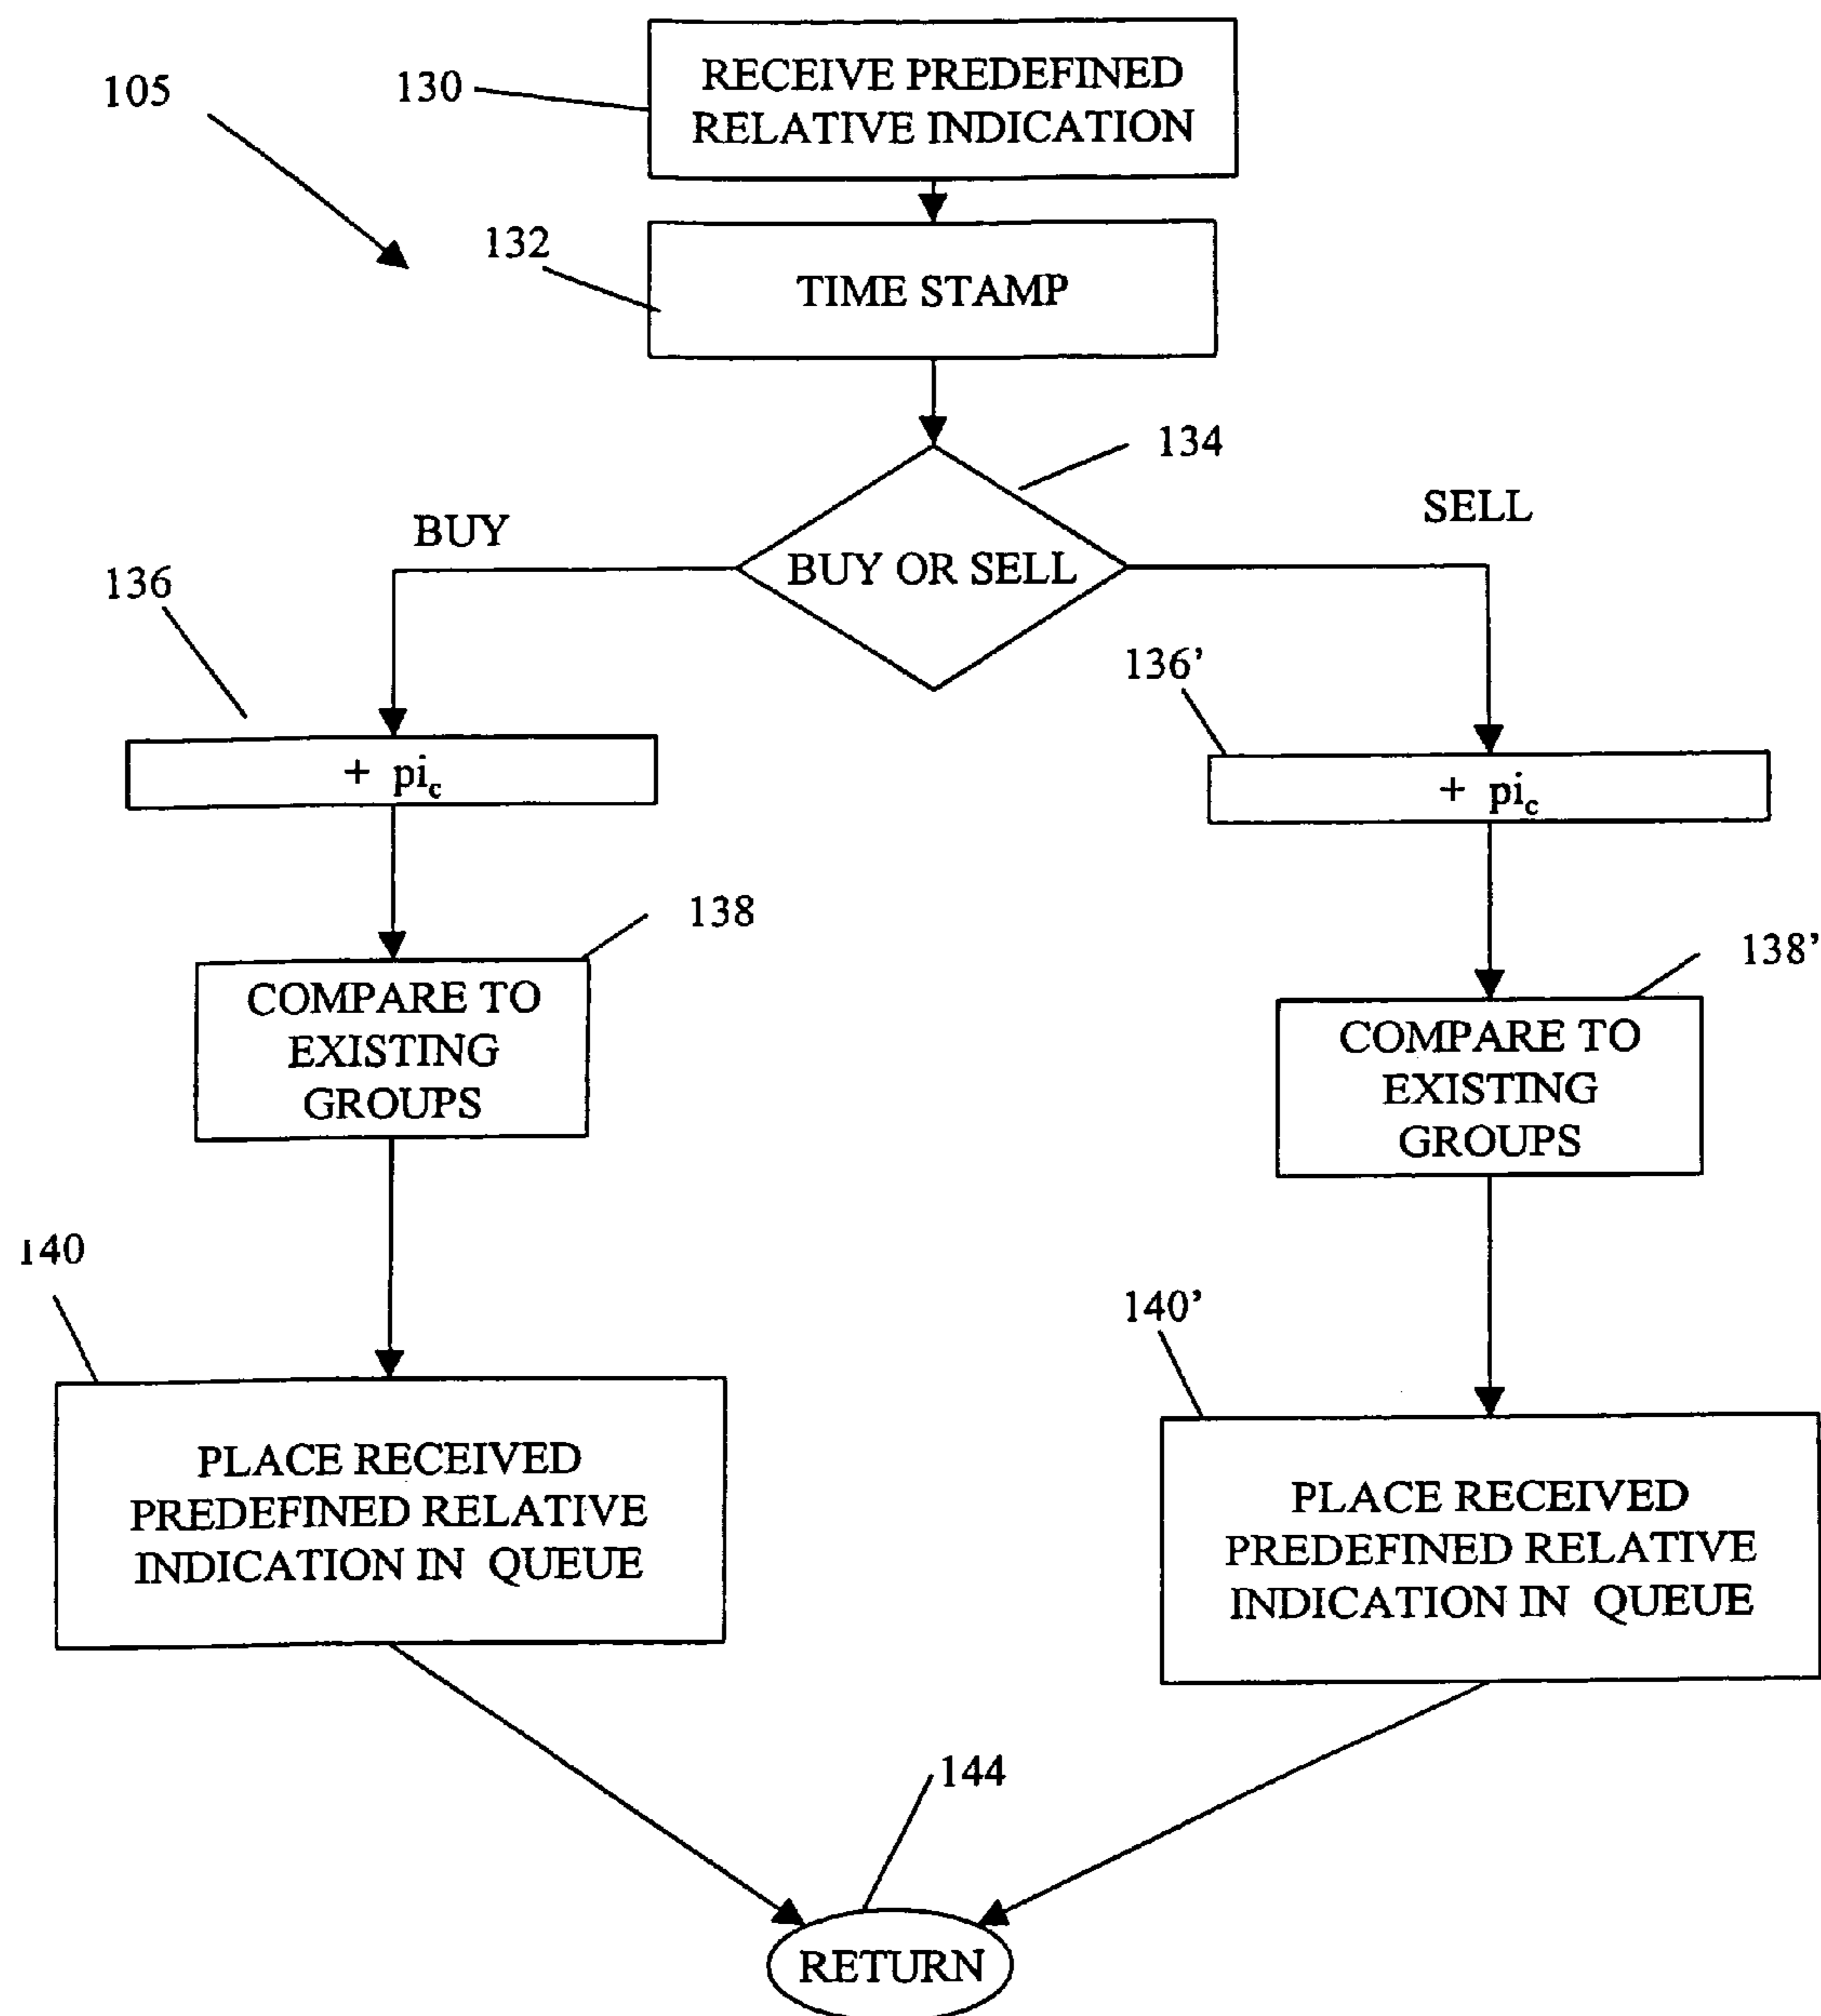 RECEIVE PREDEFINED
RELATIVE INDICATION
105
130
132
TIME STAMP
134
BUY
SELL
BUY OR SELL
136
136’
+ pi_c
+ pi_c
138
138’
COMPARE TO
EXISTING
GROUPS
COMPARE TO
EXISTING
GROUPS
140
140’
PLACE RECEIVED
PREDEFINED RELATIVE
INDICATION IN QUEUE
PLACE RECEIVED
PREDEFINED RELATIVE
INDICATION IN QUEUE
144
RETURN